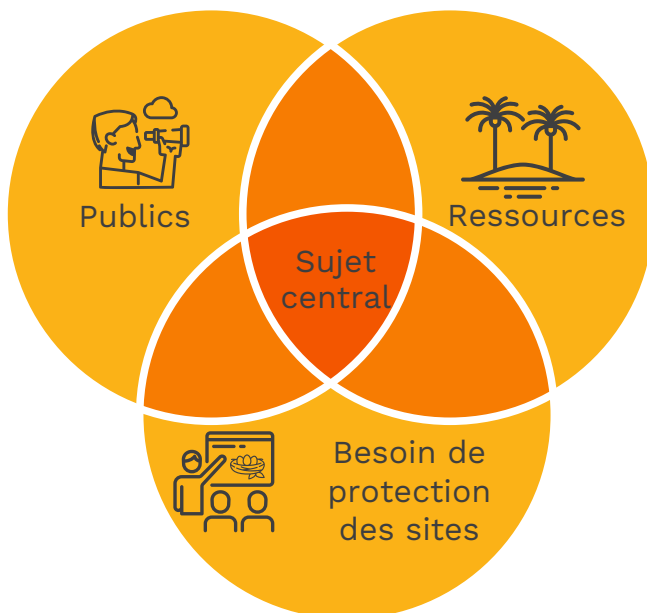 Publics
Ressources
Sujet
central
Besoin de
protection
des sites